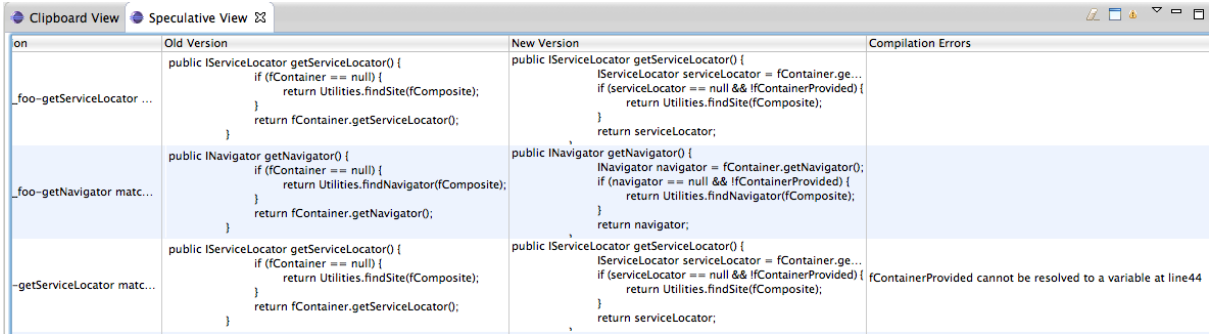 Clipboard View Speculative View
ion Old Version New Version Compilation Errors
_foo-getServiceLocator ...
public IServiceLocator getServiceLocator() {
if (fContainer == null) {
return Utilities.findSite(fComposite);
}
return fContainer.getServiceLocator();
}
public IServiceLocator getServiceLocator() {
IServiceLocator serviceLocator = fContainer.ge...
if (serviceLocator == null && !fContainerProvided) {
return Utilities.findSite(fComposite);
}
return serviceLocator;
_foo-getNavigator matc...
public INavigator getNavigator() {
if (fContainer == null) {
return Utilities.findNavigator(fComposite);
}
return fContainer.getNavigator();
}
public INavigator getNavigator() {
INavigator navigator = fContainer.getNavigator();
if (navigator == null && !fContainerProvided) {
return Utilities.findNavigator(fComposite);
}
return navigator;
-getServiceLocator matc...
public IServiceLocator getServiceLocator() {
if (fContainer == null) {
return Utilities.findSite(fComposite);
}
return fContainer.getServiceLocator();
}
public IServiceLocator getServiceLocator() {
IServiceLocator serviceLocator = fContainer.ge...
if (serviceLocator == null && !fContainerProvided) {
return Utilities.findSite(fComposite);
}
return serviceLocator;
fContainerProvided cannot be resolved to a variable at line44